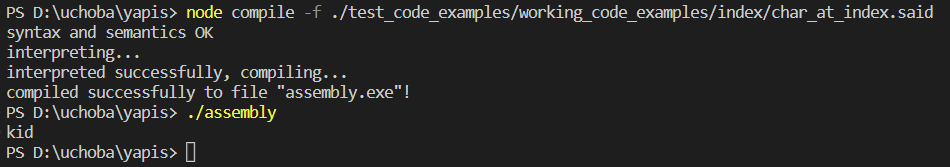 PS D:\uchoba\yapis> node compile -f ./test_code_examples/working_code_examples/index/char_at_index.said
syntax and semantics OK
interpreting...
interpreted successfully, compiling...
compiled successfully to file "assembly.exe"!
PS D:\uchoba\yapis> ./assembly
kid
PS D:\uchoba\yapis>